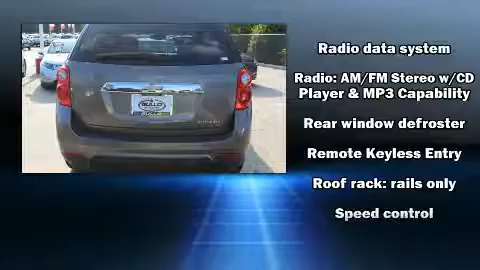 Radio data system
Radio: AM/FM Stereo w/CD
Player & MP3 Capability
Rear window defroster
Remote Keyless Entry
Roof rack: rails only
Speed control